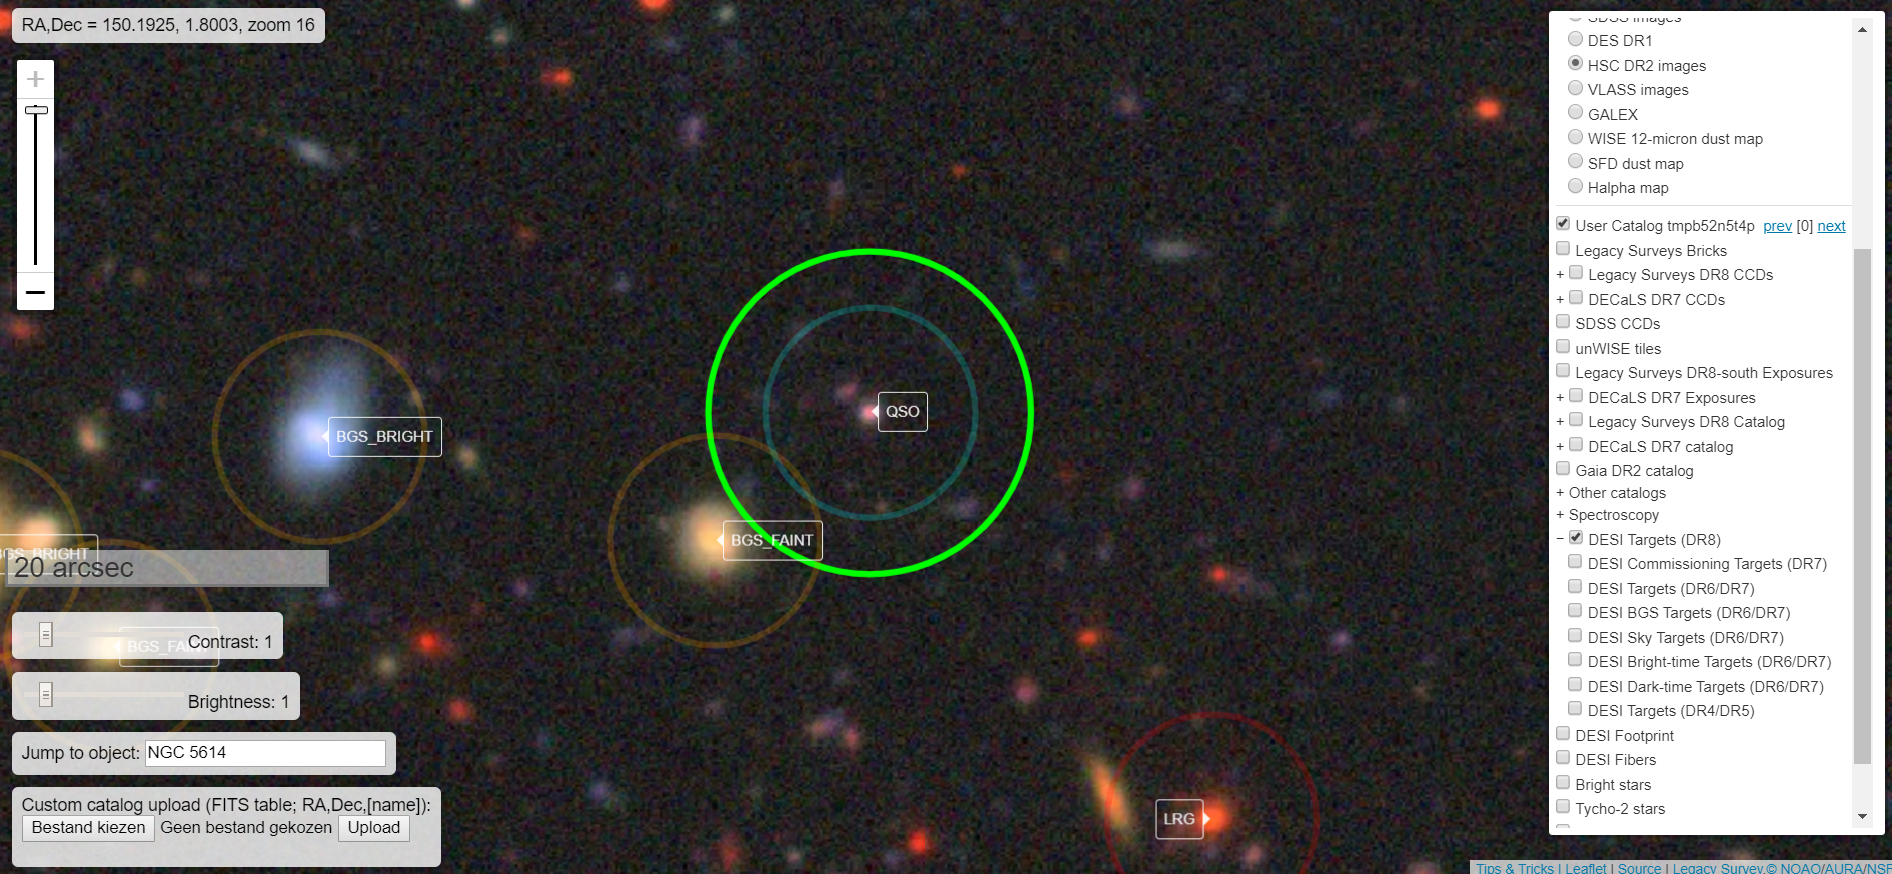 RA,Dec = 150.1925, 1.8003, zoom 16
+
−
QSO
BGS_BRIGHT
BGS_FAINT
BGS_BRIGHT
20 arcsec
BGS_FAINT
Contrast: 1
Brightness: 1
Jump to object: NGC 5614
Custom catalog upload (FITS table; RA,Dec,[name]):
Bestand kiezen Geen bestand gekozen Upload
LRG
SDSS images
DES DR1
HSC DR2 images
VLASS images
GALEX
WISE 12-micron dust map
SFD dust map
Halpha map
User Catalog tmpb52n5t4p prev [0] next
Legacy Surveys Bricks
+ Legacy Surveys DR8 CCDs
+ DECaLS DR7 CCDs
SDSS CCDs
unWISE tiles
Legacy Surveys DR8-south Exposures
+ DECaLS DR7 Exposures
+ Legacy Surveys DR8 Catalog
+ DECaLS DR7 catalog
Gaia DR2 catalog
+ Other catalogs
+ Spectroscopy
− DESI Targets (DR8)
DESI Commissioning Targets (DR7)
DESI Targets (DR6/DR7)
DESI BGS Targets (DR6/DR7)
DESI Sky Targets (DR6/DR7)
DESI Bright-time Targets (DR6/DR7)
DESI Dark-time Targets (DR6/DR7)
DESI Targets (DR4/DR5)
DESI Footprint
DESI Fibers
Bright stars
Tycho-2 stars
Tips & Tricks | Leaflet | Source | Legacy Survey,© NOAO/AURA/NSF